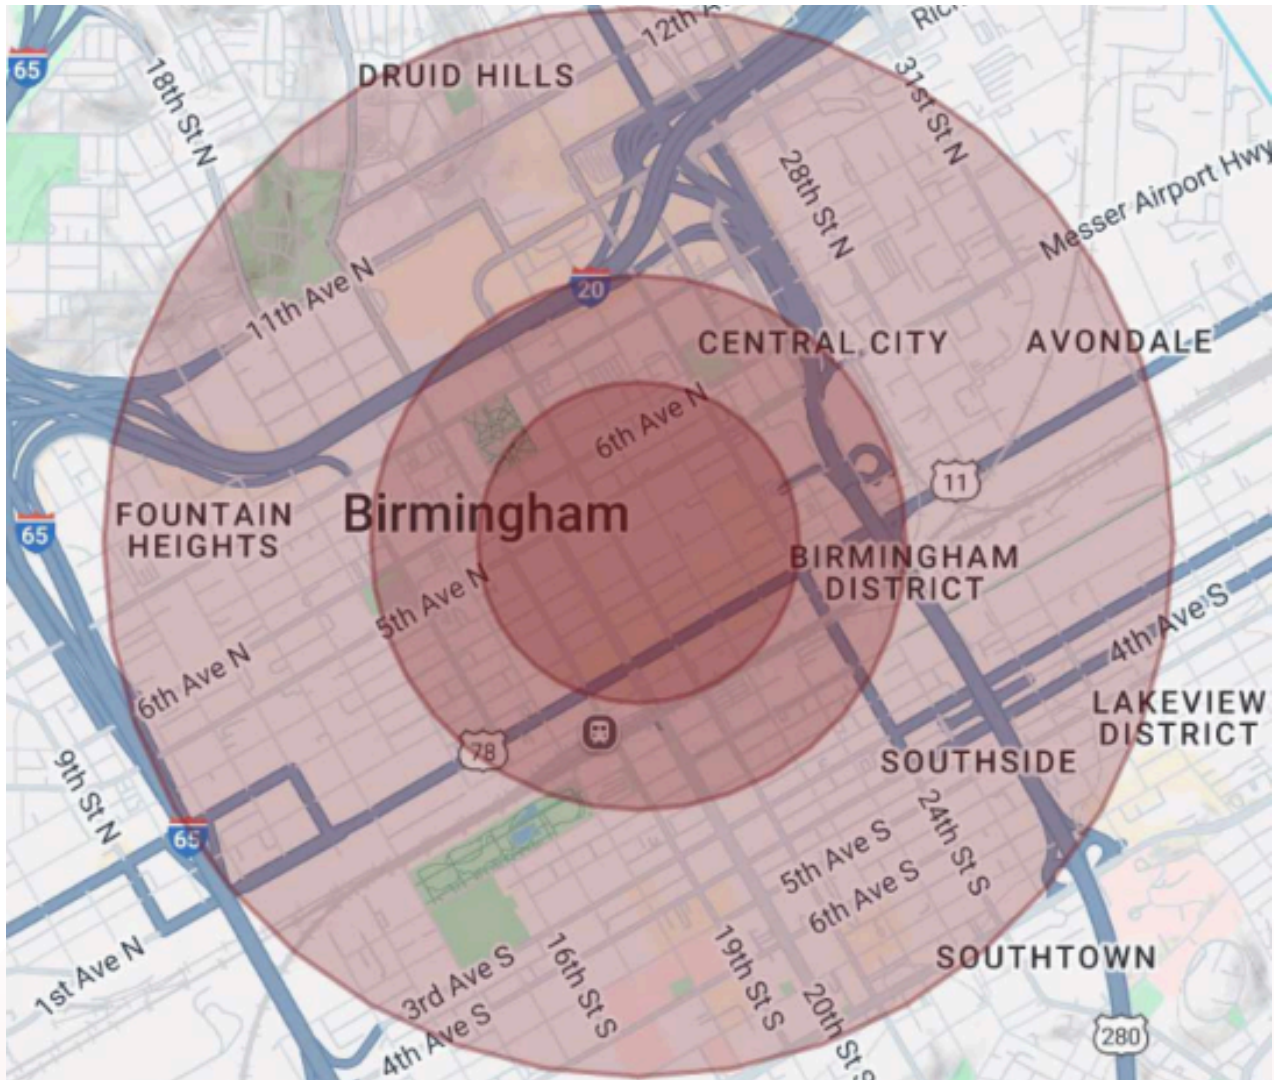 12th A
Rich
65
DRUID HILLS
18th St N
31st St N
28th St N
Messer Airport Hwy
11th Ave N
20
CENTRAL CITY
AVONDALE
6th Ave N
11
Birmingham
FOUNTAIN
HEIGHTS
65
BIRMINGHAM
DISTRICT
5th Ave N
4th Ave S
6th Ave N
LAKEVIEW
DISTRICT
78
SOUTHSIDE
9th St N
65
24th St S
5th Ave S
6th Ave S
1st Ave N
3rd Ave S
16th St S
19th St S
SOUTHTOWN
4th Ave S
20th St S
280